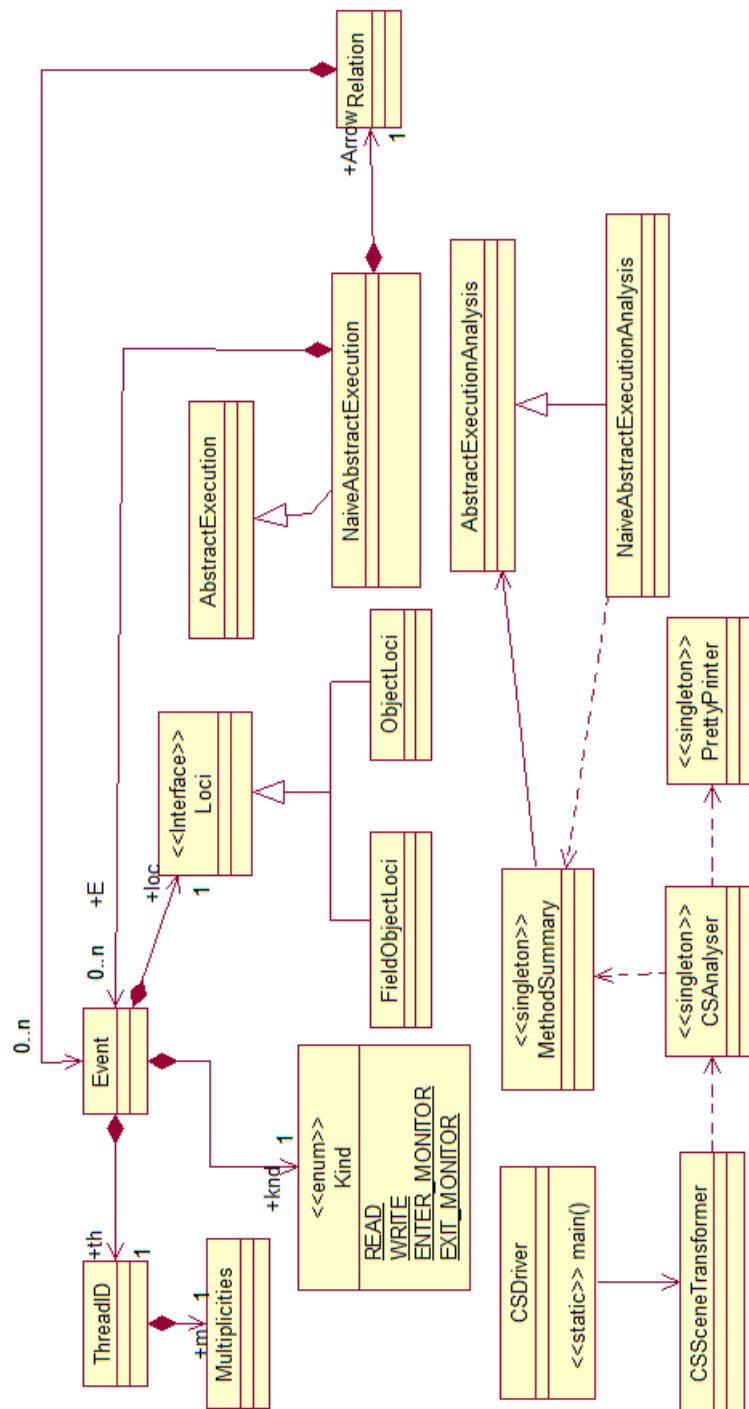 ThreadID
+th
1
+m
1
Multiplicities
Event
0..n
0..n
+E
+loc
1
<<Interface>>
Loci
+knd
1
<<enum>>
Kind
READ
WRITE
ENTER_MONITOR
EXIT_MONITOR
FieldObjectLoci
ObjectLoci
AbstractExecution
NaiveAbstractExecution
+Arrow
1
Relation
CSDriver
<<static>> main()
CSSceneTransformer
<<singleton>>
MethodSummary
<<singleton>>
CSAnalyser
<<singleton>>
PrettyPrinter
AbstractExecutionAnalysis
NaiveAbstractExecutionAnalysis